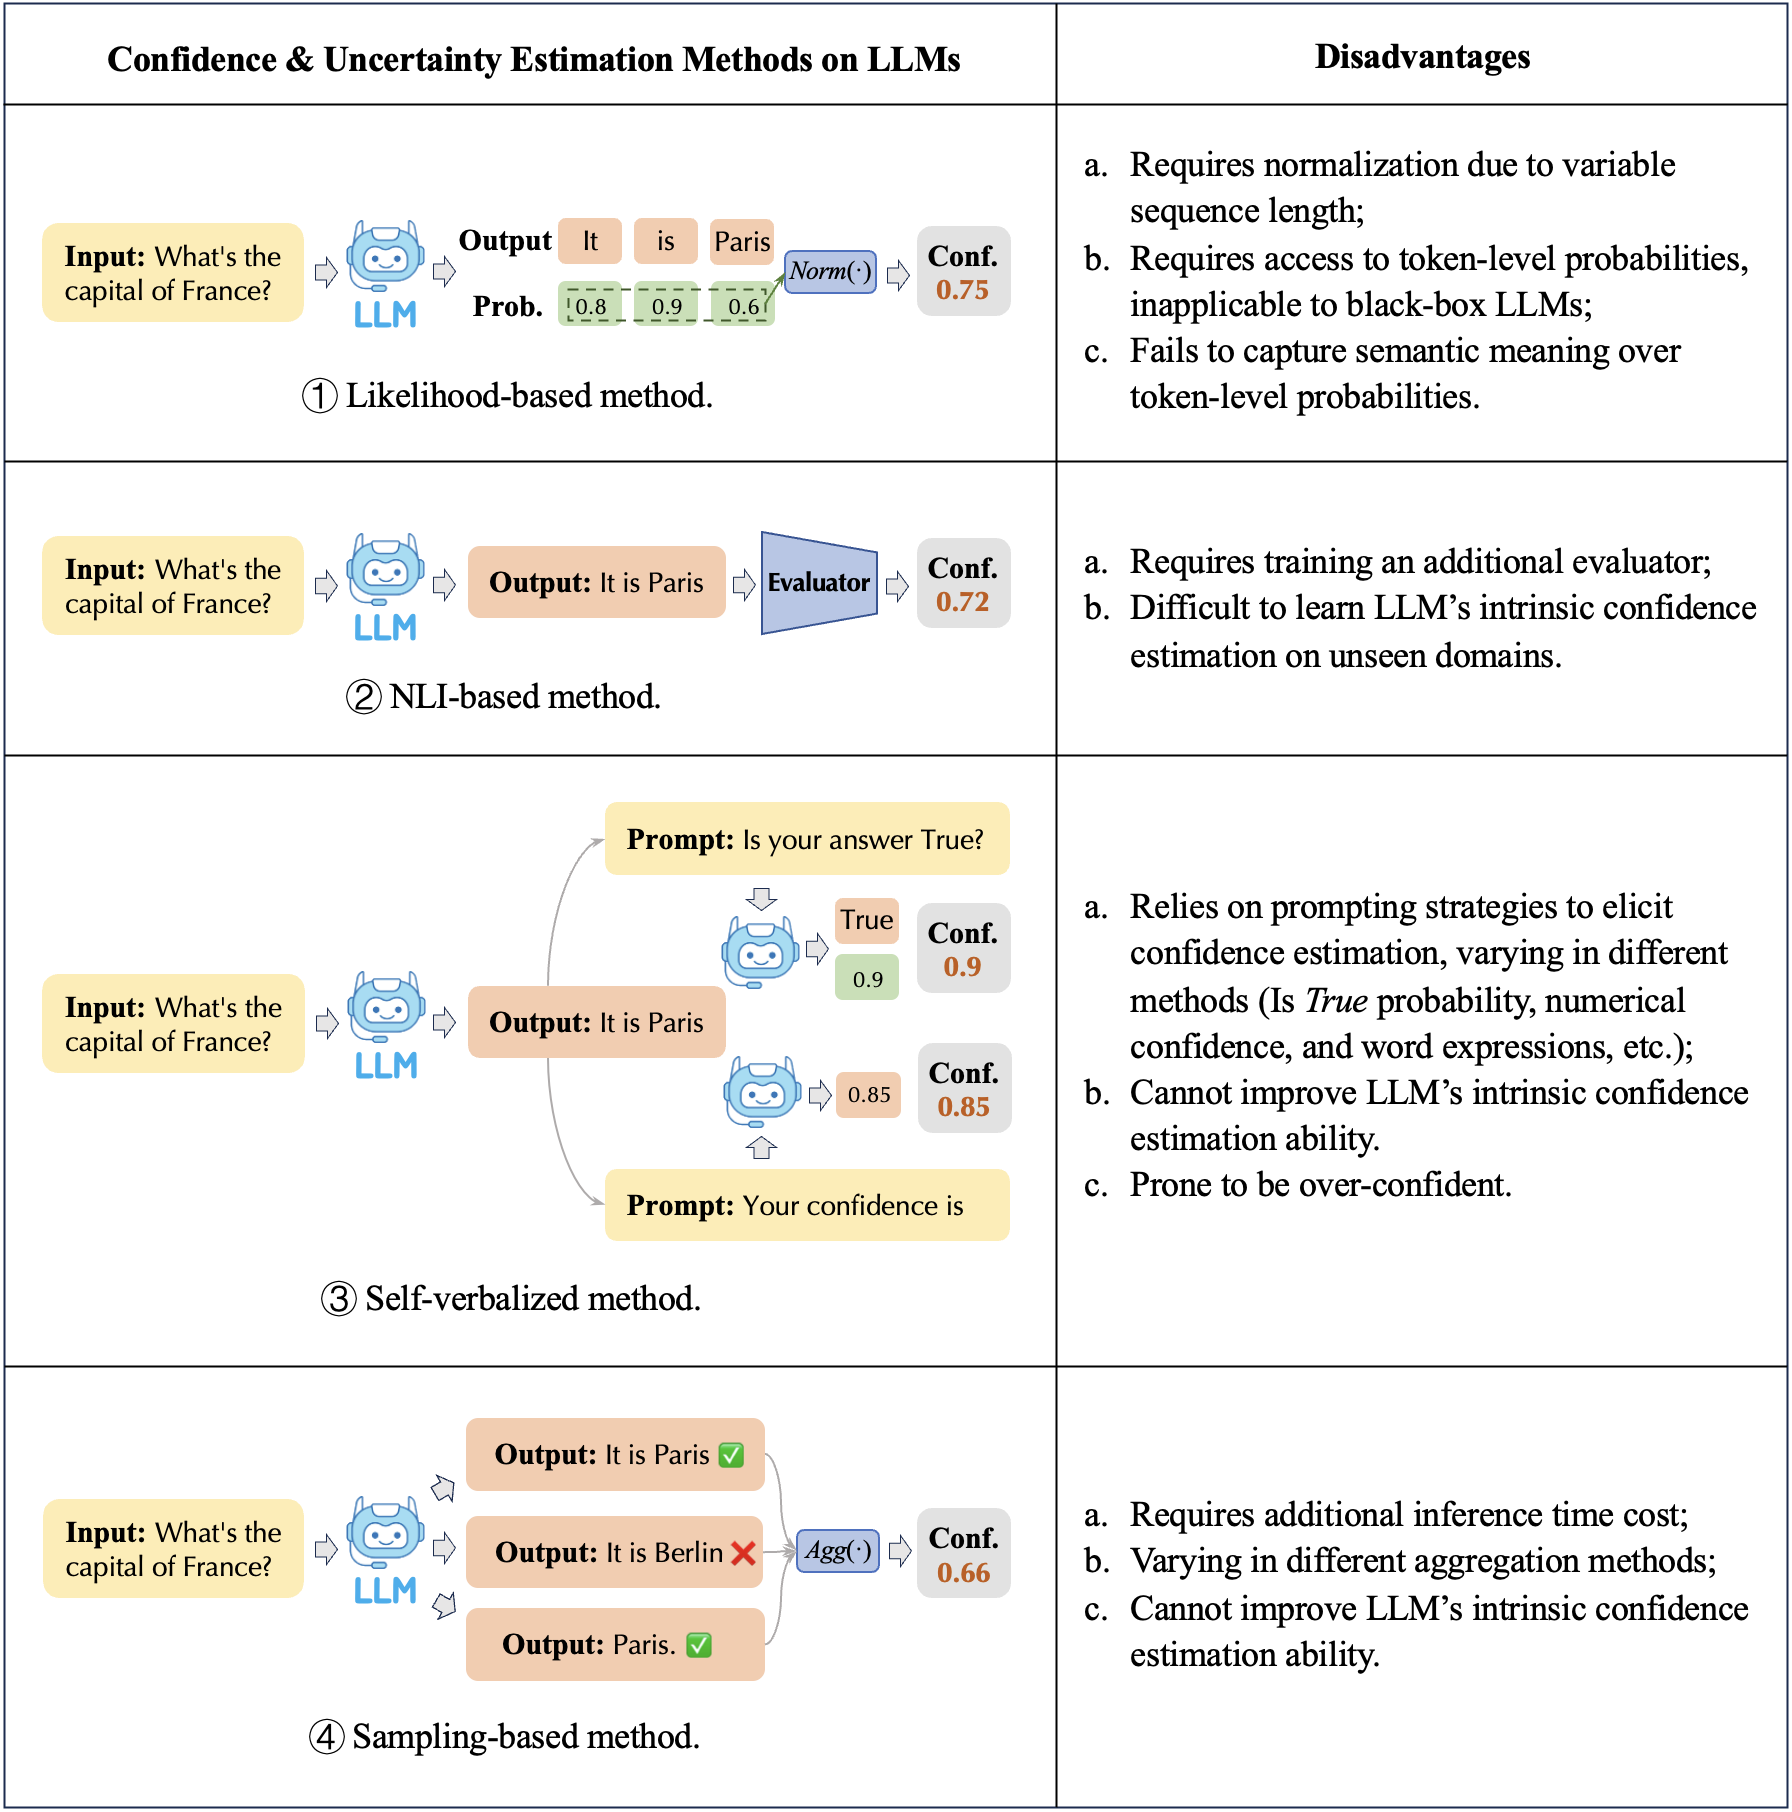 Confidence & Uncertainty Estimation Methods on LLMs
Disadvantages
Input: What's the
capital of France?
LLM
Output It is Paris
Prob. 0.8 0.9 0.6
Norm(·)
Conf.
0.75
① Likelihood-based method.
a. Requires normalization due to variable
sequence length;
b. Requires access to token-level probabilities,
inapplicable to black-box LLMs;
c. Fails to capture semantic meaning over
token-level probabilities.
Input: What's the
capital of France?
LLM
Output: It is Paris
Evaluator
Conf.
0.72
② NLI-based method.
a. Requires training an additional evaluator;
b. Difficult to learn LLM’s intrinsic confidence
estimation on unseen domains.
Input: What's the
capital of France?
LLM
Output: It is Paris
Prompt: Is your answer True?
True
0.9
Conf.
0.9
0.85
Conf.
0.85
Prompt: Your confidence is
③ Self-verbalized method.
a. Relies on prompting strategies to elicit
confidence estimation, varying in different
methods (Is True probability, numerical
confidence, and word expressions, etc.);
b. Cannot improve LLM’s intrinsic confidence
estimation ability.
c. Prone to be over-confident.
Input: What's the
capital of France?
LLM
Output: It is Paris ✅
Output: It is Berlin ❌
Output: Paris. ✅
Agg(·)
Conf.
0.66
④ Sampling-based method.
a. Requires additional inference time cost;
b. Varying in different aggregation methods;
c. Cannot improve LLM’s intrinsic confidence
estimation ability.